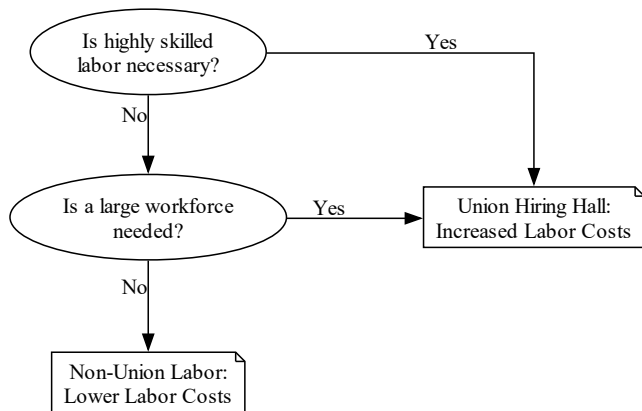 Is highly skilled
labor necessary?
Yes
No
Is a large workforce
needed?
Yes
Union Hiring Hall:
Increased Labor Costs
No
Non-Union Labor:
Lower Labor Costs